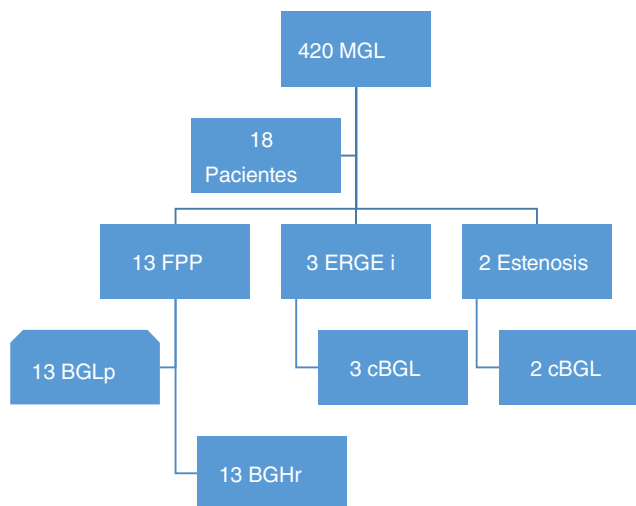 420 MGL
18
Pacientes
13 FPP
3 ERGE i
2 Estenosis
13 BGLp
3 cBGL
2 cBGL
13 BGHr